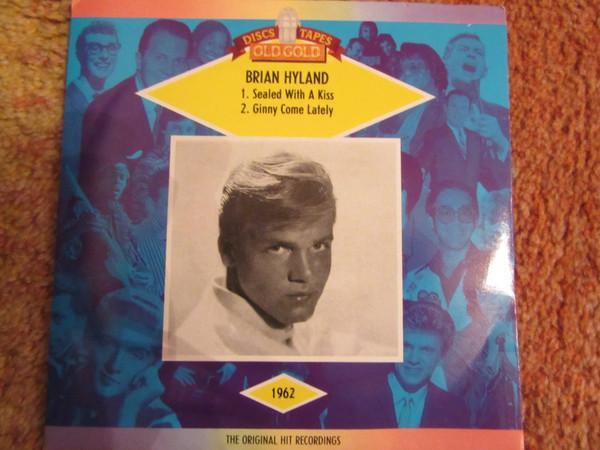 DISCS TAPES
OLD GOLD
BRIAN HYLAND
1. Sealed With A Kiss
2. Ginny Come Lately
1962
THE ORIGINAL HIT RECORDINGS